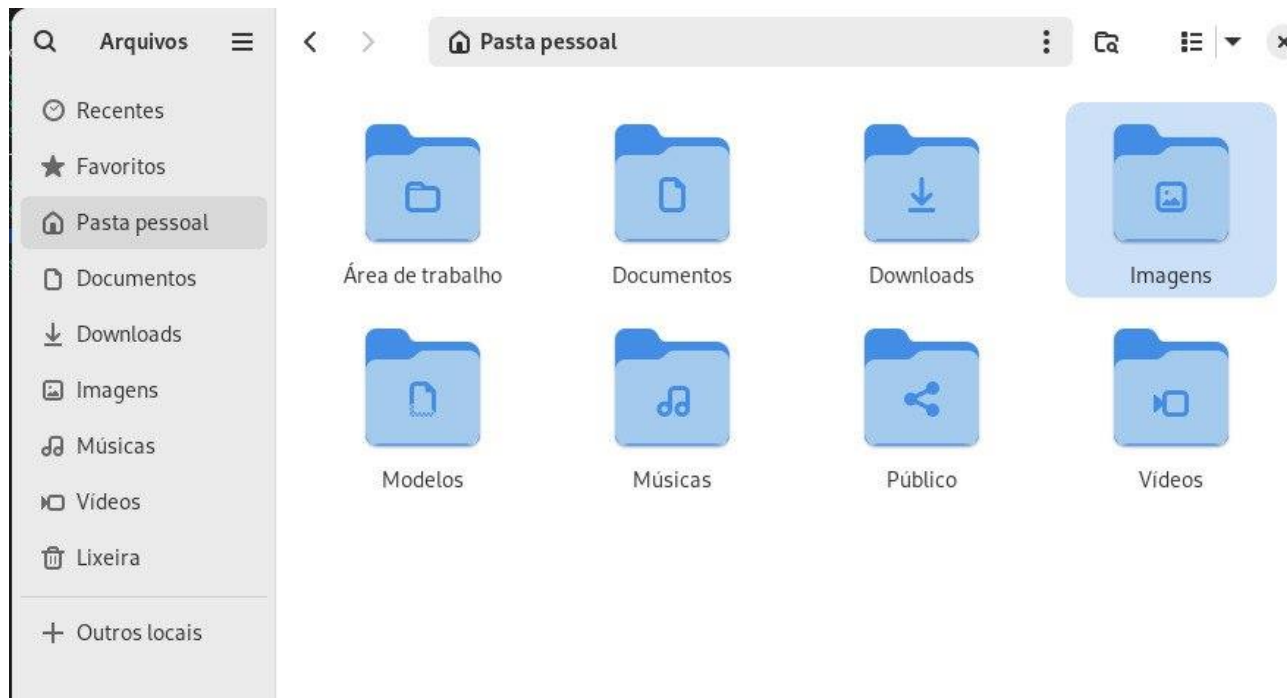 Arquivos
Pasta pessoal
Recentes
Favoritos
Pasta pessoal
Documentos
Downloads
Imagens
Músicas
Vídeos
Lixeira
Outros locais
Área de trabalho
Documentos
Downloads
Imagens
Modelos
Músicas
Público
Vídeos